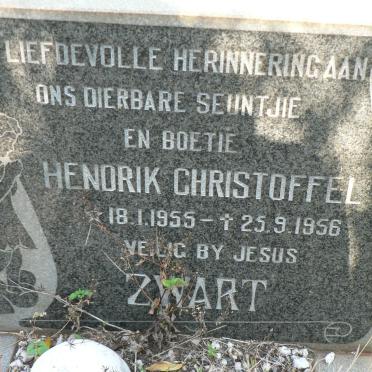 LIEFDEVOLLE HERINNERING AAN
ONS DIERBARE SEUNTJIE
EN BOETIE
HENDRIK CHRISTOFFEL
* 18.1.1955 – † 25.9.1956
VEILIG BY JESUS
ZWART